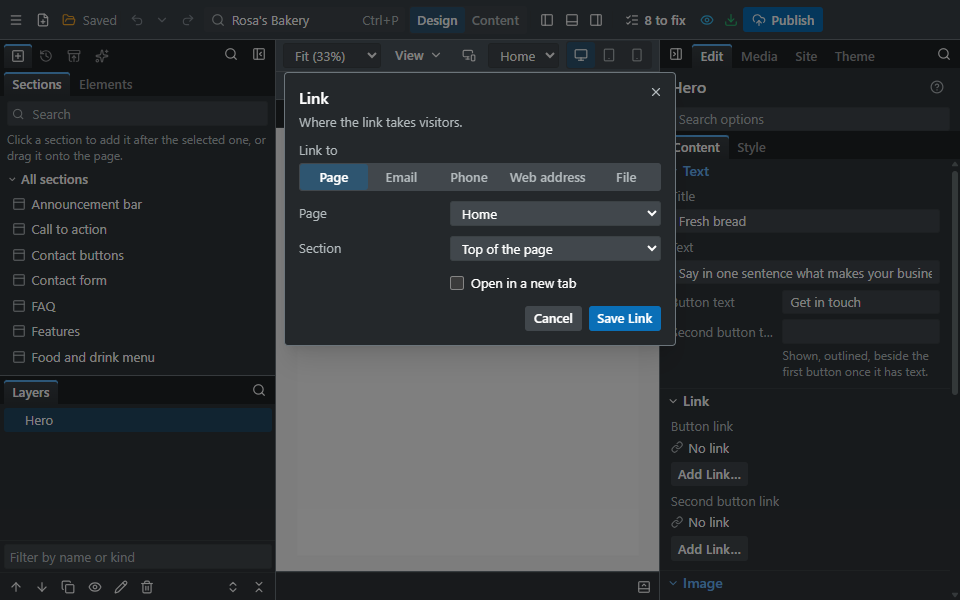 Saved
Rosa's Bakery
Ctrl+P
Design
Content
8 to fix
Publish
Fit (33%)
View
Home
Edit
Media
Site
Theme
Sections
Elements
Search
Click a section to add it after the selected one, or
drag it onto the page.
All sections
Announcement bar
Call to action
Contact buttons
Contact form
FAQ
Features
Food and drink menu
Layers
Hero
Filter by name or kind
Link
Where the link takes visitors.
Link to
Page
Email
Phone
Web address
File
Page
Home
Section
Top of the page
Open in a new tab
Cancel
Save Link
Hero
Search options
Content
Style
Text
Title
Fresh bread
Text
Say in one sentence what makes your busine
Button text
Get in touch
Second button t...
Shown, outlined, beside the
first button once it has text.
Link
Button link
No link
Add Link...
Second button link
No link
Add Link...
Image